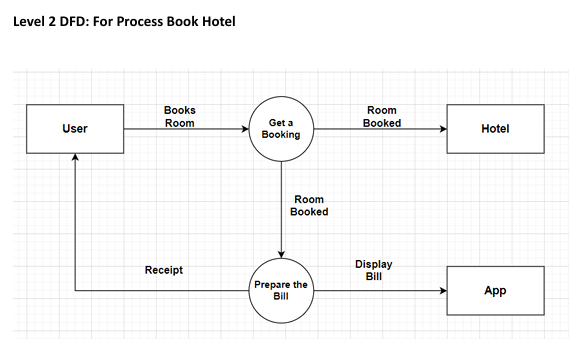 Level 2 DFD: For Process Book Hotel
Books
Room
Room
Booked
User
Get a
Booking
Hotel
Room
Booked
Receipt
Display
Bill
Prepare the
Bill
App